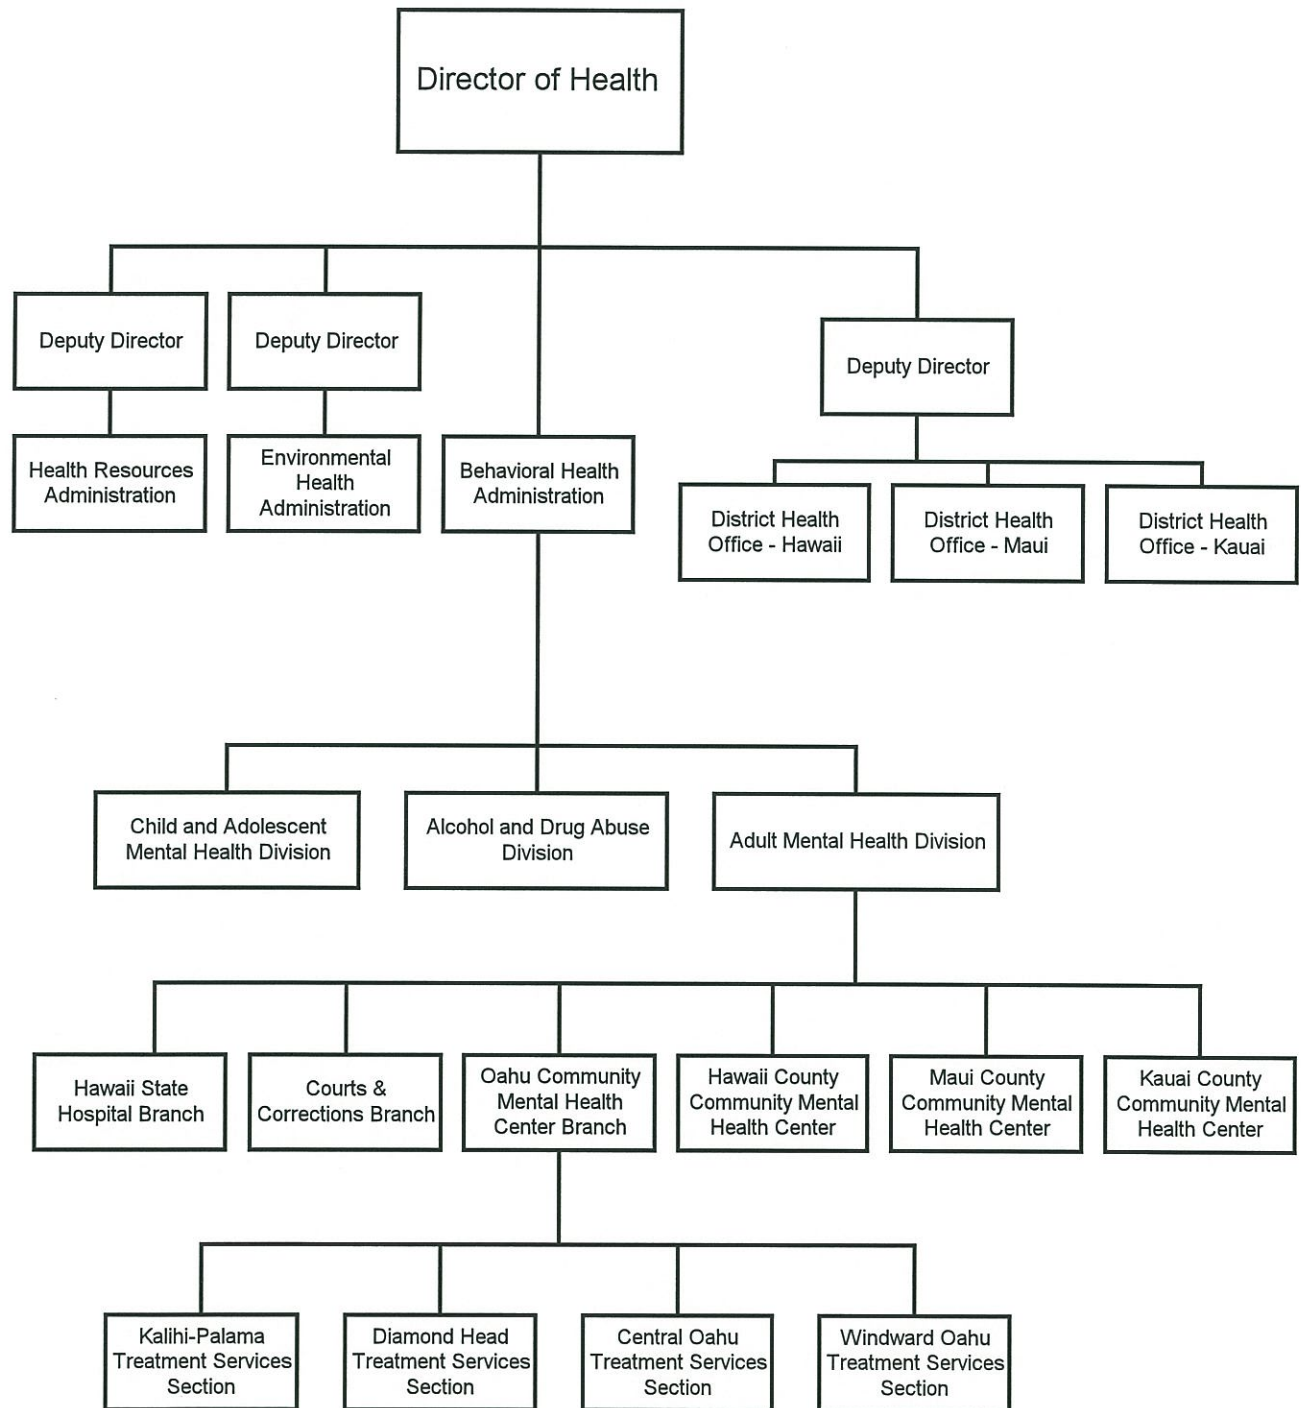 Director of Health
Deputy Director
Deputy Director
Deputy Director
Health Resources
Administration
Environmental
Health
Administration
Behavioral Health
Administration
District Health
Office - Hawaii
District Health
Office - Maui
District Health
Office - Kauai
Child and Adolescent
Mental Health Division
Alcohol and Drug Abuse
Division
Adult Mental Health Division
Hawaii State
Hospital Branch
Courts &
Corrections Branch
Oahu Community
Mental Health
Center Branch
Hawaii County
Community Mental
Health Center
Maui County
Community Mental
Health Center
Kauai County
Community Mental
Health Center
Kalihi-Palama
Treatment Services
Section
Diamond Head
Treatment Services
Section
Central Oahu
Treatment Services
Section
Windward Oahu
Treatment Services
Section